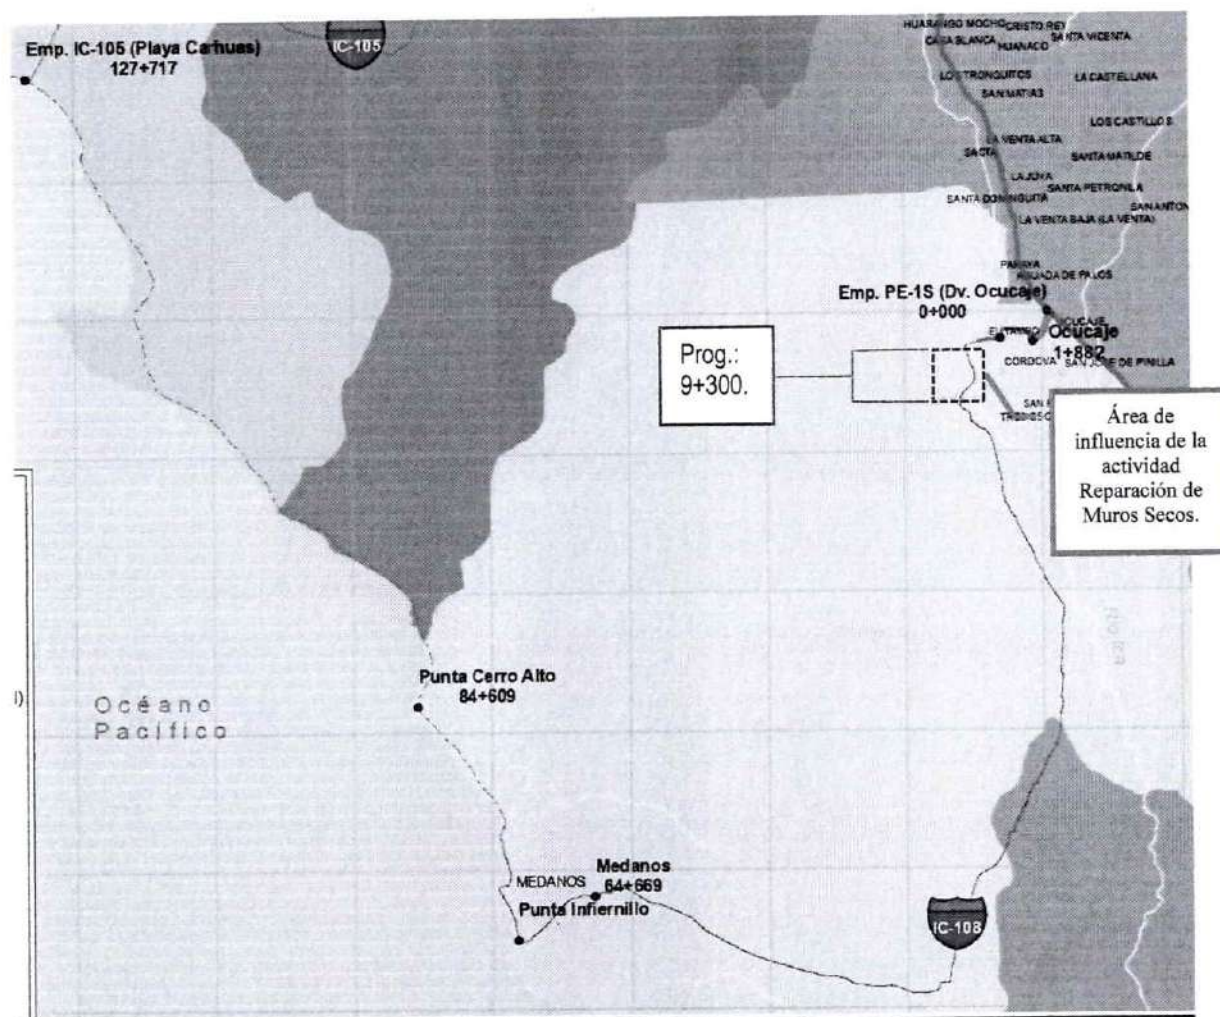 HUARANGO MOCHO
CRISTO REY
CASA BLANCA
HUANACO
SANTA VICENTA
Emp. IC-105 (Playa Carhuas)
127+717
IC-105
LOS TRONQUITOS
LA CASTELLANA
SAN MATIAS
LOS CASTILLOS
LA VENTA ALTA
SANTA MATILDE
LA JOYA
SANTA PETRONILA
SANTA DOMINGUITA
SAN ANTON
LA VENTA BAJA (LA VENTA)
PARAYA
AGUADA DE PALOS
Emp. PE-1S (Dv. Ocucaje)
0+000
OCUCAJE
Ocucaje
1+882
CORDOVA
SAN JOSE DE PINILLA
Prog.:
9+300.
Área de
influencia de la
actividad
Reparación de
Muros Secos.
Punta Cerro Alto
84+609
Océano
Pacífico
Medanos
64+669
MEDANOS
Punta Infiernillo
IC-108